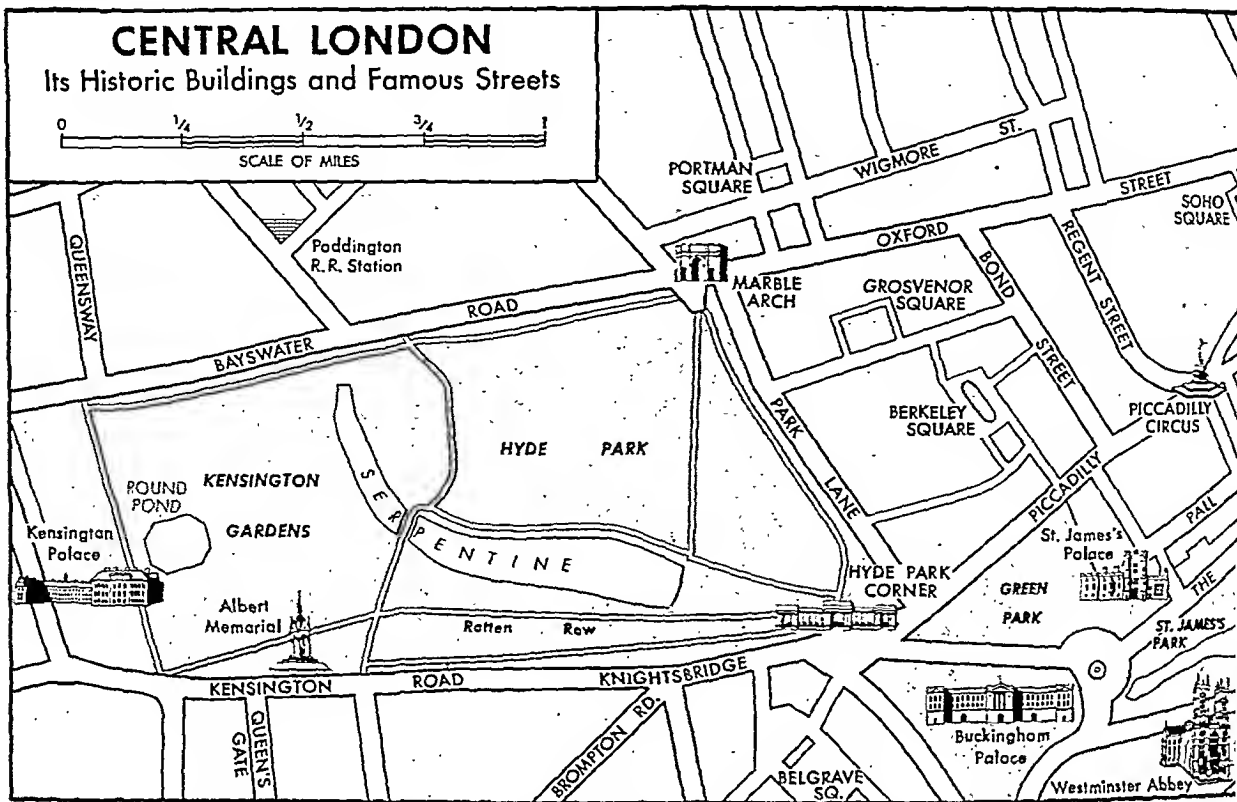 CENTRAL LONDON
Its Historic Buildings and Famous Streets
0 1/4 1/2 3/4 1
SCALE OF MILES
PORTMAN
SQUARE
WIGMORE ST.
STREET
SOHO
SQUARE
QUEENSWAY
Paddington
R.R. Station
OXFORD
REGENT STREET
BOND STREET
MARBLE
ARCH
GROSVENOR
SQUARE
BAYSWATER ROAD
PARK LANE
BERKELEY
SQUARE
PICCADILLY
CIRCUS
HYDE PARK
SERPENTINE
KENSINGTON
GARDENS
ROUND
POND
PICCADILLY
PALL
Kensington
Palace
St. James's
Palace
THE
HYDE PARK
CORNER
GREEN
PARK
Albert
Memorial
Rotten Row
ST. JAMES'S
PARK
KENSINGTON ROAD KNIGHTSBRIDGE
QUEEN'S
GATE
BROMPTON RD.
Buckingham
Palace
BELGRAVE
SQ.
Westminster Abbey